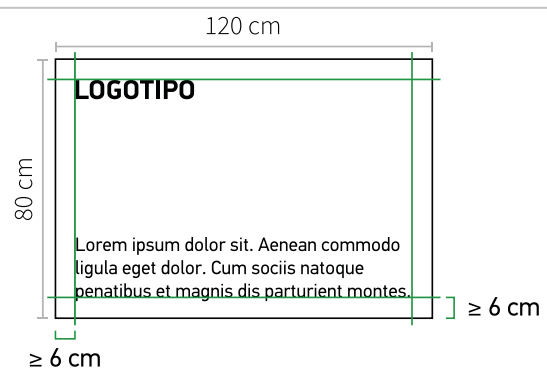 120 cm
LOGOTIPO
80 cm
Lorem ipsum dolor sit. Aenean commodo
ligula eget dolor. Cum sociis natoque
penatibus et magnis dis parturient montes.
≥ 6 cm
≥ 6 cm